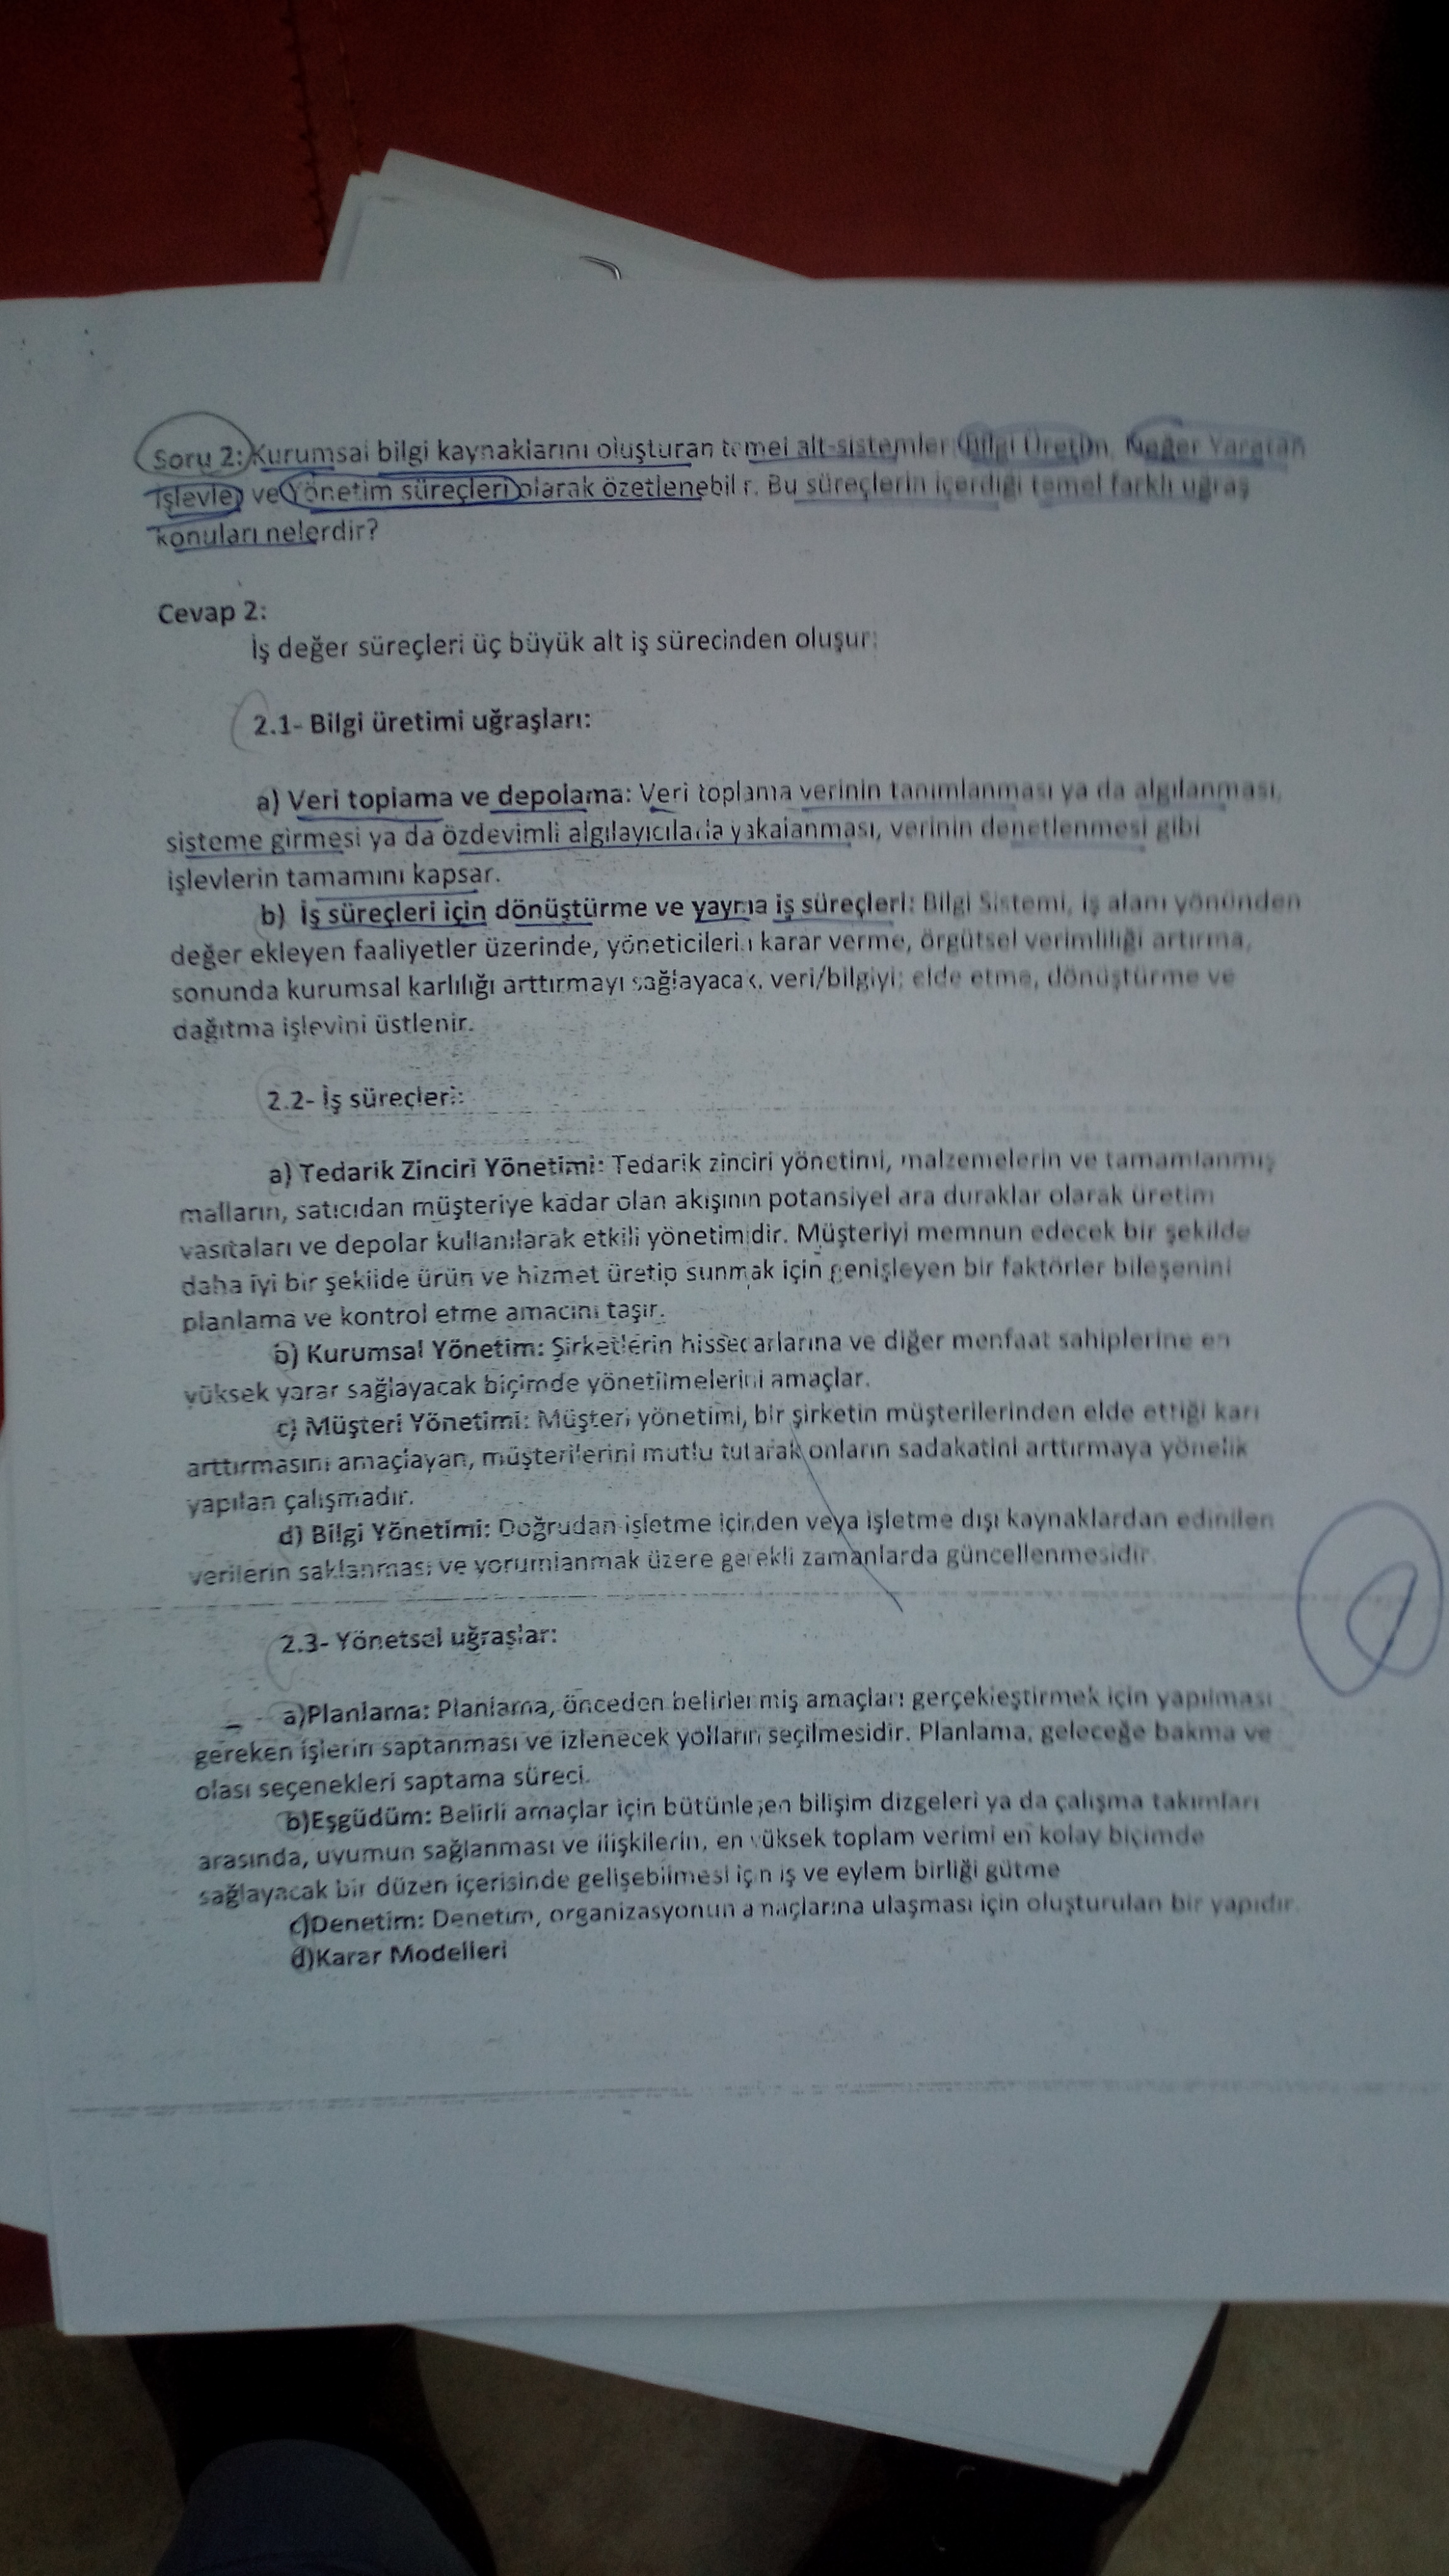 Soru 2: Kurumsal bilgi kaynaklarını oluşturan temel alt-sistemler Bilgi Üretim, Değer Yaratan
İşlevler ve Yönetim süreçleri olarak özetlenebilir. Bu süreçlerin içerdiği temel farklı uğraş
konuları nelerdir?
Cevap 2:
İş değer süreçleri üç büyük alt iş sürecinden oluşur:
2.1- Bilgi üretimi uğraşları:
a) Veri toplama ve depolama: Veri toplama verinin tanımlanması ya da algılanması,
sisteme girmesi ya da özdevimli algılayıcılarla yakalanması, verinin denetlenmesi gibi
işlevlerin tamamını kapsar.
b) İş süreçleri için dönüştürme ve yayma iş süreçleri: Bilgi Sistemi, iş alanı yönünden
değer ekleyen faaliyetler üzerinde, yöneticilerin karar verme, örgütsel verimliliği artırma,
sonunda kurumsal karlılığı arttırmayı sağlayacak, veri/bilgiyi; elde etme, dönüştürme ve
dağıtma işlevini üstlenir.
2.2- İş süreçleri:
a) Tedarik Zinciri Yönetimi: Tedarik zinciri yönetimi, malzemelerin ve tamamlanmış
malların, satıcıdan müşteriye kadar olan akışının potansiyel ara duraklar olarak üretim
vasıtaları ve depolar kullanılarak etkili yönetimidir. Müşteriyi memnun edecek bir şekilde
daha iyi bir şekilde ürün ve hizmet üretip sunmak için genişleyen bir faktörler bileşenini
planlama ve kontrol etme amacını taşır.
b) Kurumsal Yönetim: Şirketlerin hissedarlarına ve diğer menfaat sahiplerine en
yüksek yarar sağlayacak biçimde yönetilmelerini amaçlar.
c) Müşteri Yönetimi: Müşteri yönetimi, bir şirketin müşterilerinden elde ettiği karı
arttırmasını amaçlayan, müşterilerini mutlu tutarak onların sadakatini arttırmaya yönelik
yapılan çalışmadır.
d) Bilgi Yönetimi: Doğrudan işletme içinden veya işletme dışı kaynaklardan edinilen
verilerin saklanması ve yorumlanmak üzere gerekli zamanlarda güncellenmesidir.
2.3- Yönetsel uğraşlar:
a)Planlama: Planlama, önceden belirlenmiş amaçları gerçekleştirmek için yapılması
gereken işlerin saptanması ve izlenecek yolların seçilmesidir. Planlama, geleceğe bakma ve
olası seçenekleri saptama süreci.
b)Eşgüdüm: Belirli amaçlar için bütünleşen bilişim dizgeleri ya da çalışma takımları
arasında, uyumun sağlanması ve ilişkilerin, en yüksek toplam verimi en kolay biçimde
sağlayacak bir düzen içerisinde gelişebilmesi için iş ve eylem birliği gütme
c)Denetim: Denetim, organizasyonun amaçlarına ulaşması için oluşturulan bir yapıdır.
d)Karar Modelleri